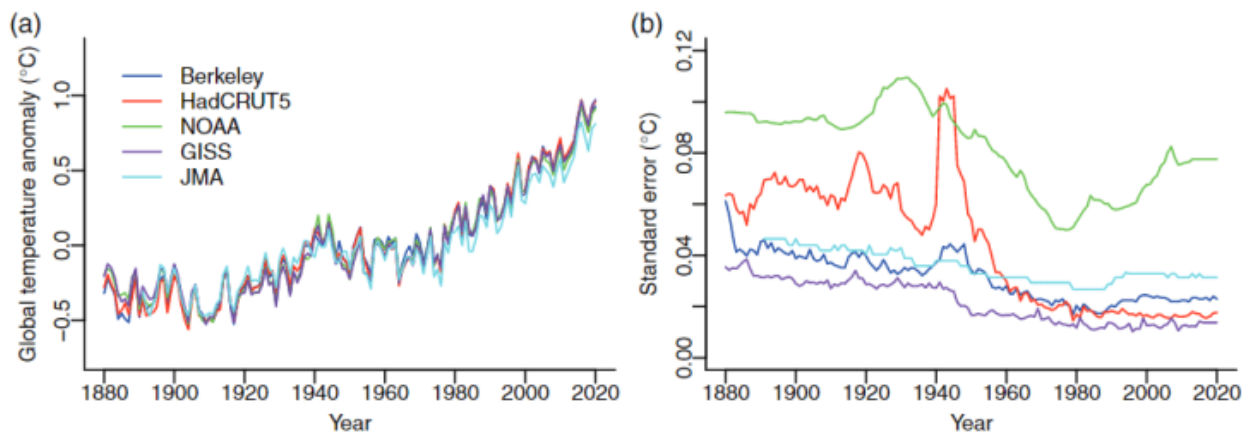 (a)
Global temperature anomaly (°C)
1.0
0.5
0.0
−0.5
Berkeley
HadCRUT5
NOAA
GISS
JMA
1880 1900 1920 1940 1960 1980 2000 2020
Year
(b)
Standard error (°C)
0.12
0.08
0.04
0.00
1880 1900 1920 1940 1960 1980 2000 2020
Year